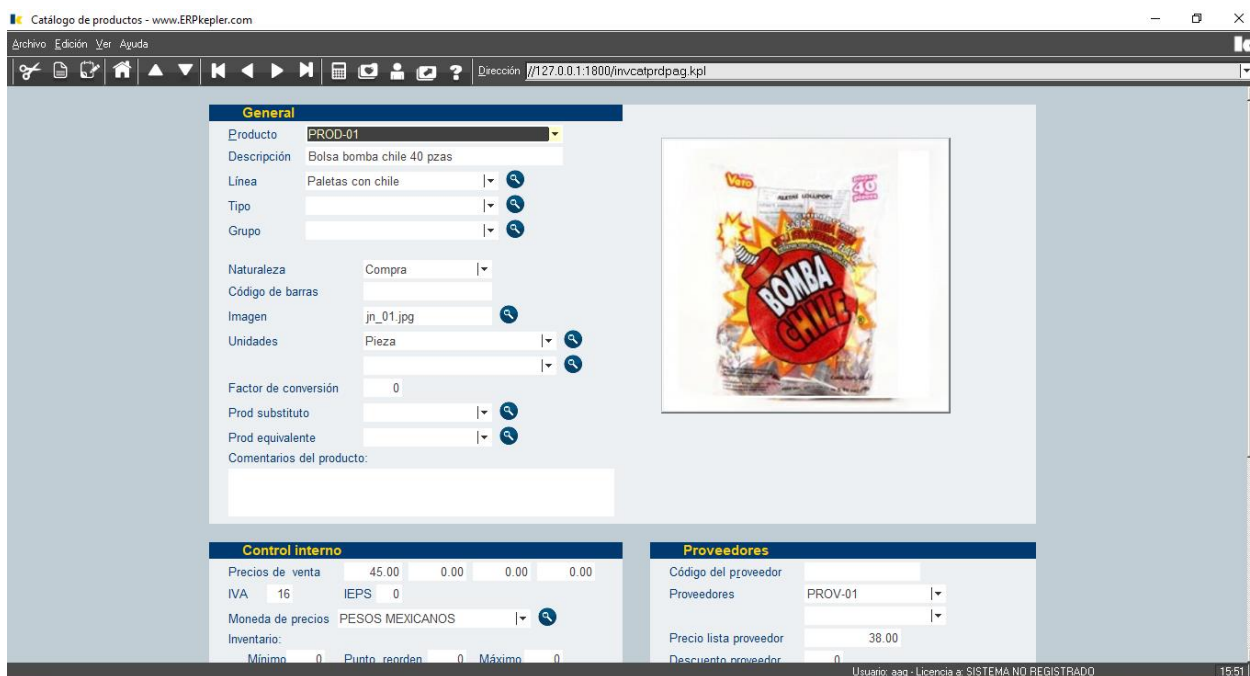 Catálogo de productos - www.ERPkepler.com
Archivo Edición Ver Ayuda
Dirección //127.0.0.1:1800/invcatprdpag.kpl
General
Producto PROD-01
Descripción Bolsa bomba chile 40 pzas
Línea Paletas con chile
Tipo
Grupo
Naturaleza Compra
Código de barras
Imagen jn_01.jpg
Unidades Pieza
Factor de conversión 0
Prod substituto
Prod equivalente
Comentarios del producto:
Vero
40
BOMBA
CHILE
Control interno
Precios de venta 45.00 0.00 0.00 0.00
IVA 16 IEPS 0
Moneda de precios PESOS MEXICANOS
Inventario:
Mínimo 0 Punto reorden 0 Máximo 0
Proveedores
Código del proveedor
Proveedores PROV-01
Precio lista proveedor 38.00
Descuento proveedor 0
Usuario: aag - Licencia a: SISTEMA NO REGISTRADO 15:51